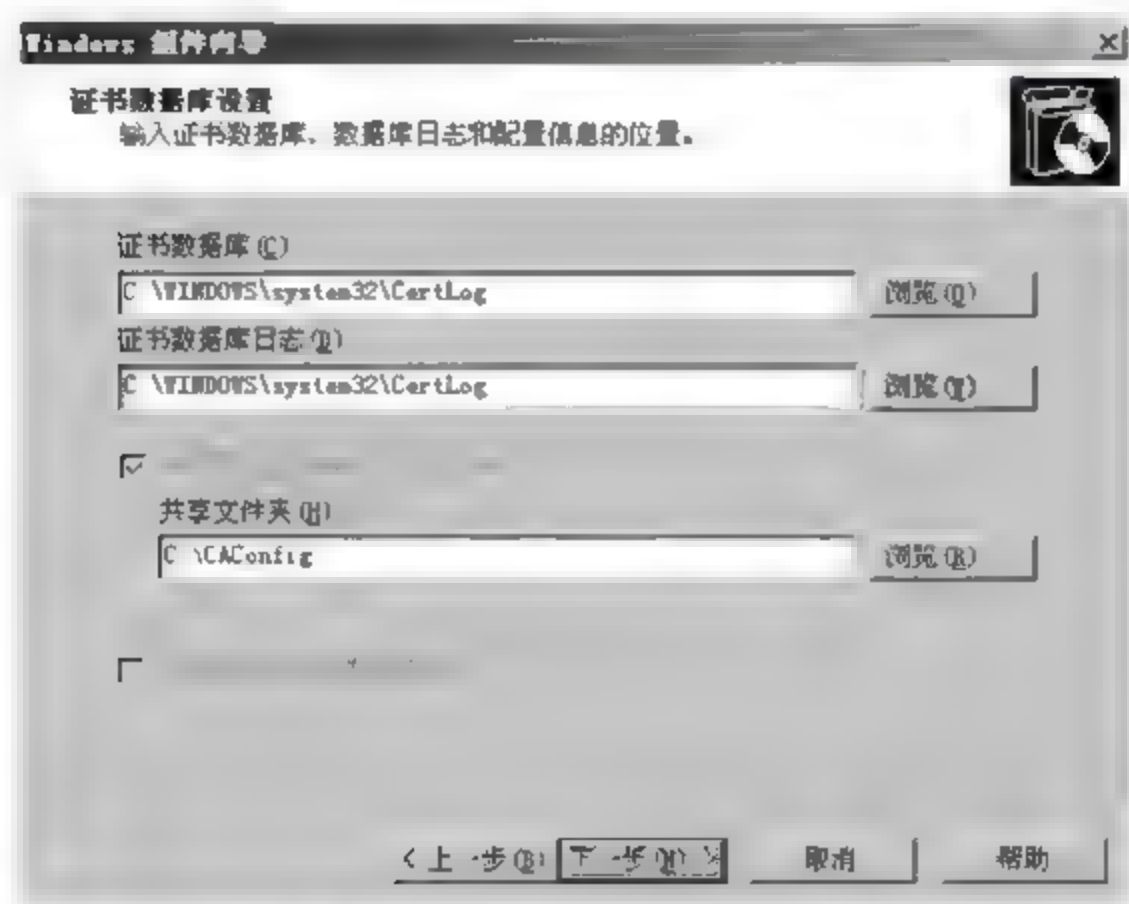 Windows 组件向导
证书数据库设置
输入证书数据库、数据库日志和配置信息的位置。
证书数据库(C)
C:\WINDOWS\system32\CertLog
浏览(O)
证书数据库日志(D)
C:\WINDOWS\system32\CertLog
浏览(W)
共享文件夹(H)
C:\CAConfig
浏览(R)
<上一步(B) 下一步(N)> 取消 帮助